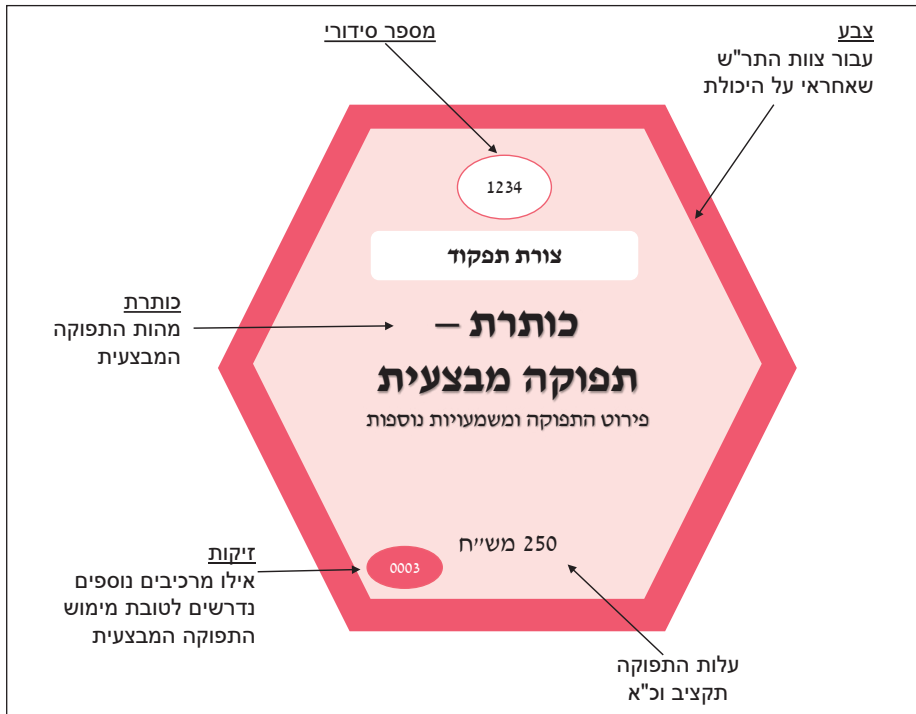 מספר סידורי
צבע
עבור צוות התר"ש
שאחראי על היכולת
1234
צורת תפקוד
כותרת
מהות התפוקה
המבצעית
כותרת –
תפוקה מבצעית
פירוט התפוקה ומשמעויות נוספות
250 מש״ח
0003
זיקות
אילו מרכיבים נוספים
נדרשים לטובת מימוש
התפוקה המבצעית
עלות התפוקה
תקציב וכ"א